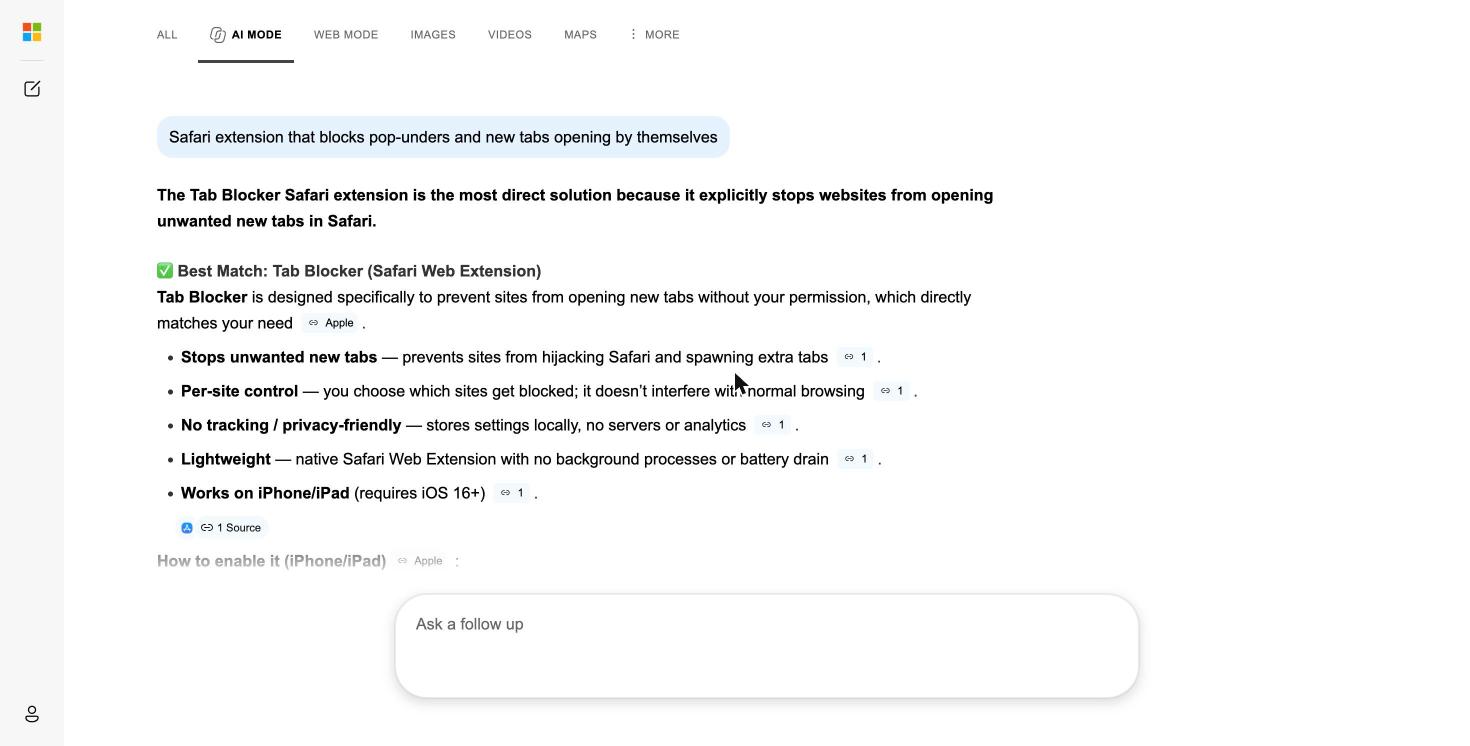 ALL AI MODE WEB MODE IMAGES VIDEOS MAPS MORE
Safari extension that blocks pop-unders and new tabs opening by themselves
The Tab Blocker Safari extension is the most direct solution because it explicitly stops websites from opening
unwanted new tabs in Safari.
✅ Best Match: Tab Blocker (Safari Web Extension)
Tab Blocker is designed specifically to prevent sites from opening new tabs without your permission, which directly
matches your need Apple .
• Stops unwanted new tabs — prevents sites from hijacking Safari and spawning extra tabs 1 .
• Per-site control — you choose which sites get blocked; it doesn't interfere with normal browsing 1 .
• No tracking / privacy-friendly — stores settings locally, no servers or analytics 1 .
• Lightweight — native Safari Web Extension with no background processes or battery drain 1 .
• Works on iPhone/iPad (requires iOS 16+) 1 .
1 Source
How to enable it (iPhone/iPad) Apple :
Ask a follow up